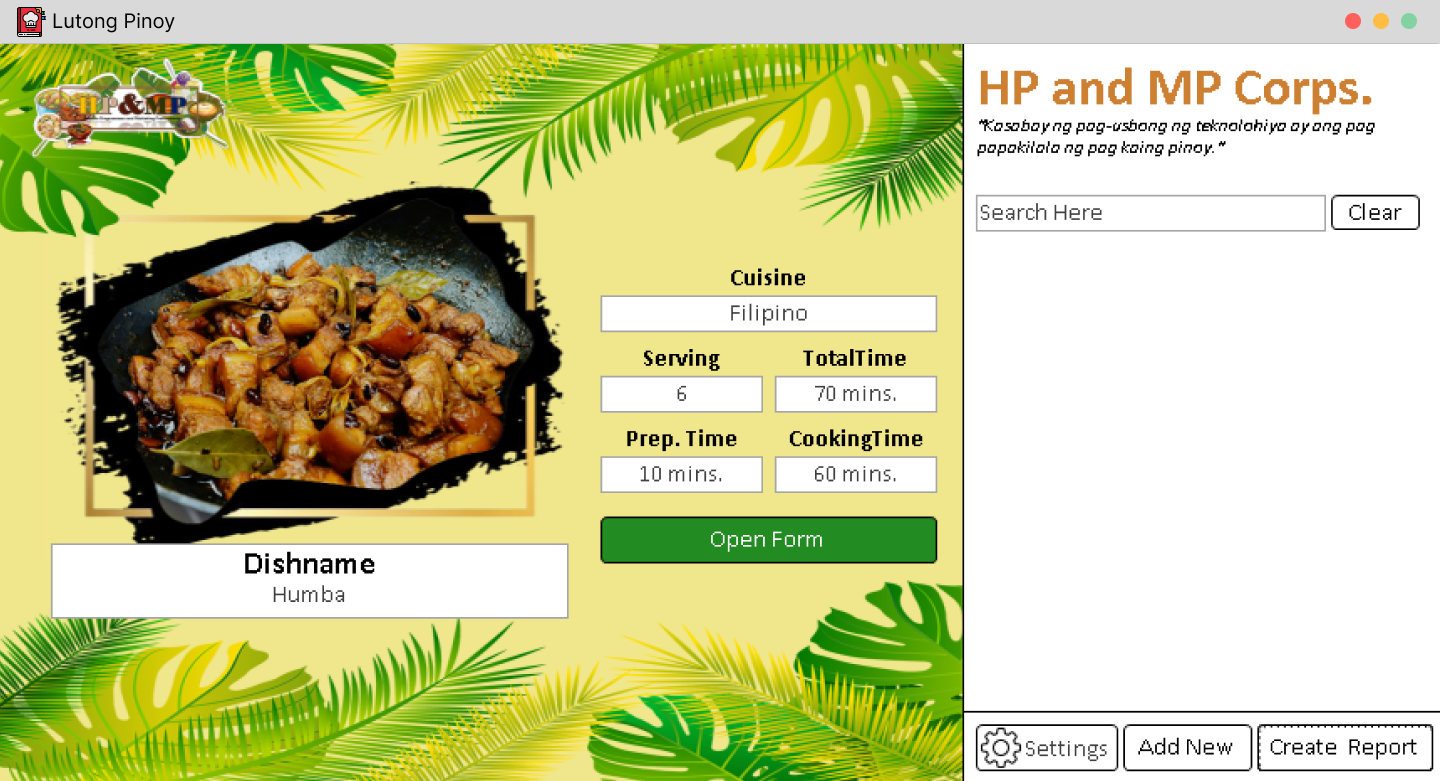 Lutong Pinoy
HP&MP
HP and MP Corps.
"Kasabay ng pag-usbong ng teknolohiya ay ang pag
papakilala ng pag kaing pinoy."
Search Here
Clear
Cuisine
Filipino
Serving
TotalTime
6
70 mins.
Prep. Time
CookingTime
10 mins.
60 mins.
Open Form
Dishname
Humba
Settings
Add New
Create Report